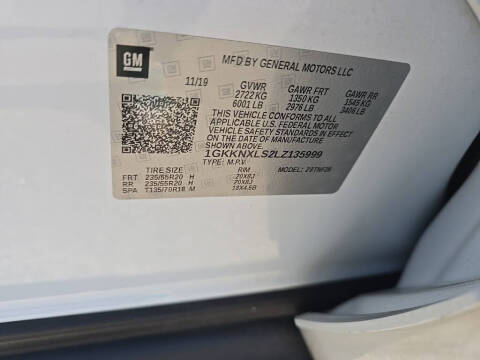 GM
MFD BY GENERAL MOTORS LLC
11/19 GVWR GAWR FRT GAWR RR
2722 KG 1350 KG 1545 KG
6001 LB 2976 LB 3406 LB
THIS VEHICLE CONFORMS TO ALL
APPLICABLE U.S. FEDERAL MOTOR
VEHICLE SAFETY STANDARDS IN
EFFECT ON THE DATE OF MANUFACTURE
SHOWN ABOVE.
1GKKNXLS2LZ135999
TYPE: M.P.V.
TIRE SIZE RIM MODEL:
FRT 235/55R20 H 20X8J
RR 235/55R20 H 20X8J
SPA T135/70R18 M 18X4.5B